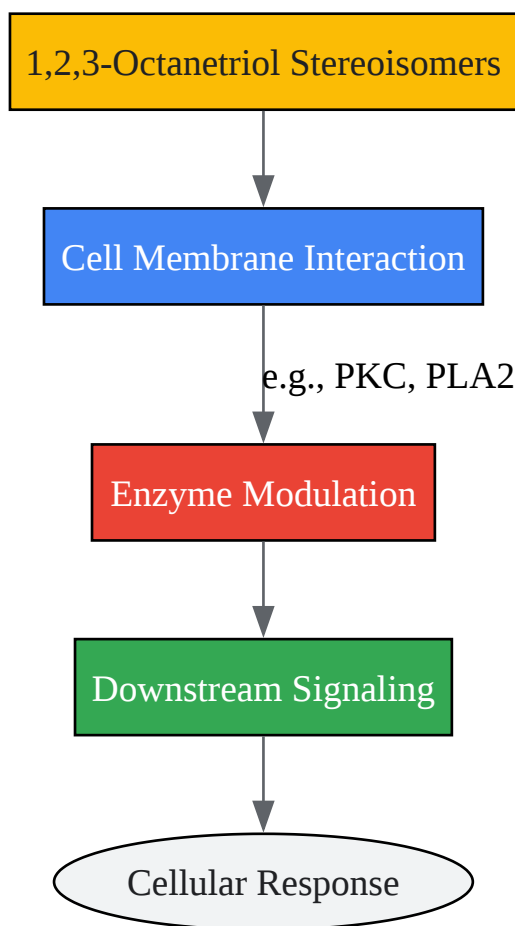 1,2,3-Octanetriol Stereoisomers
Cell Membrane Interaction
e.g., PKC, PLA2
Enzyme Modulation
Downstream Signaling
Cellular Response